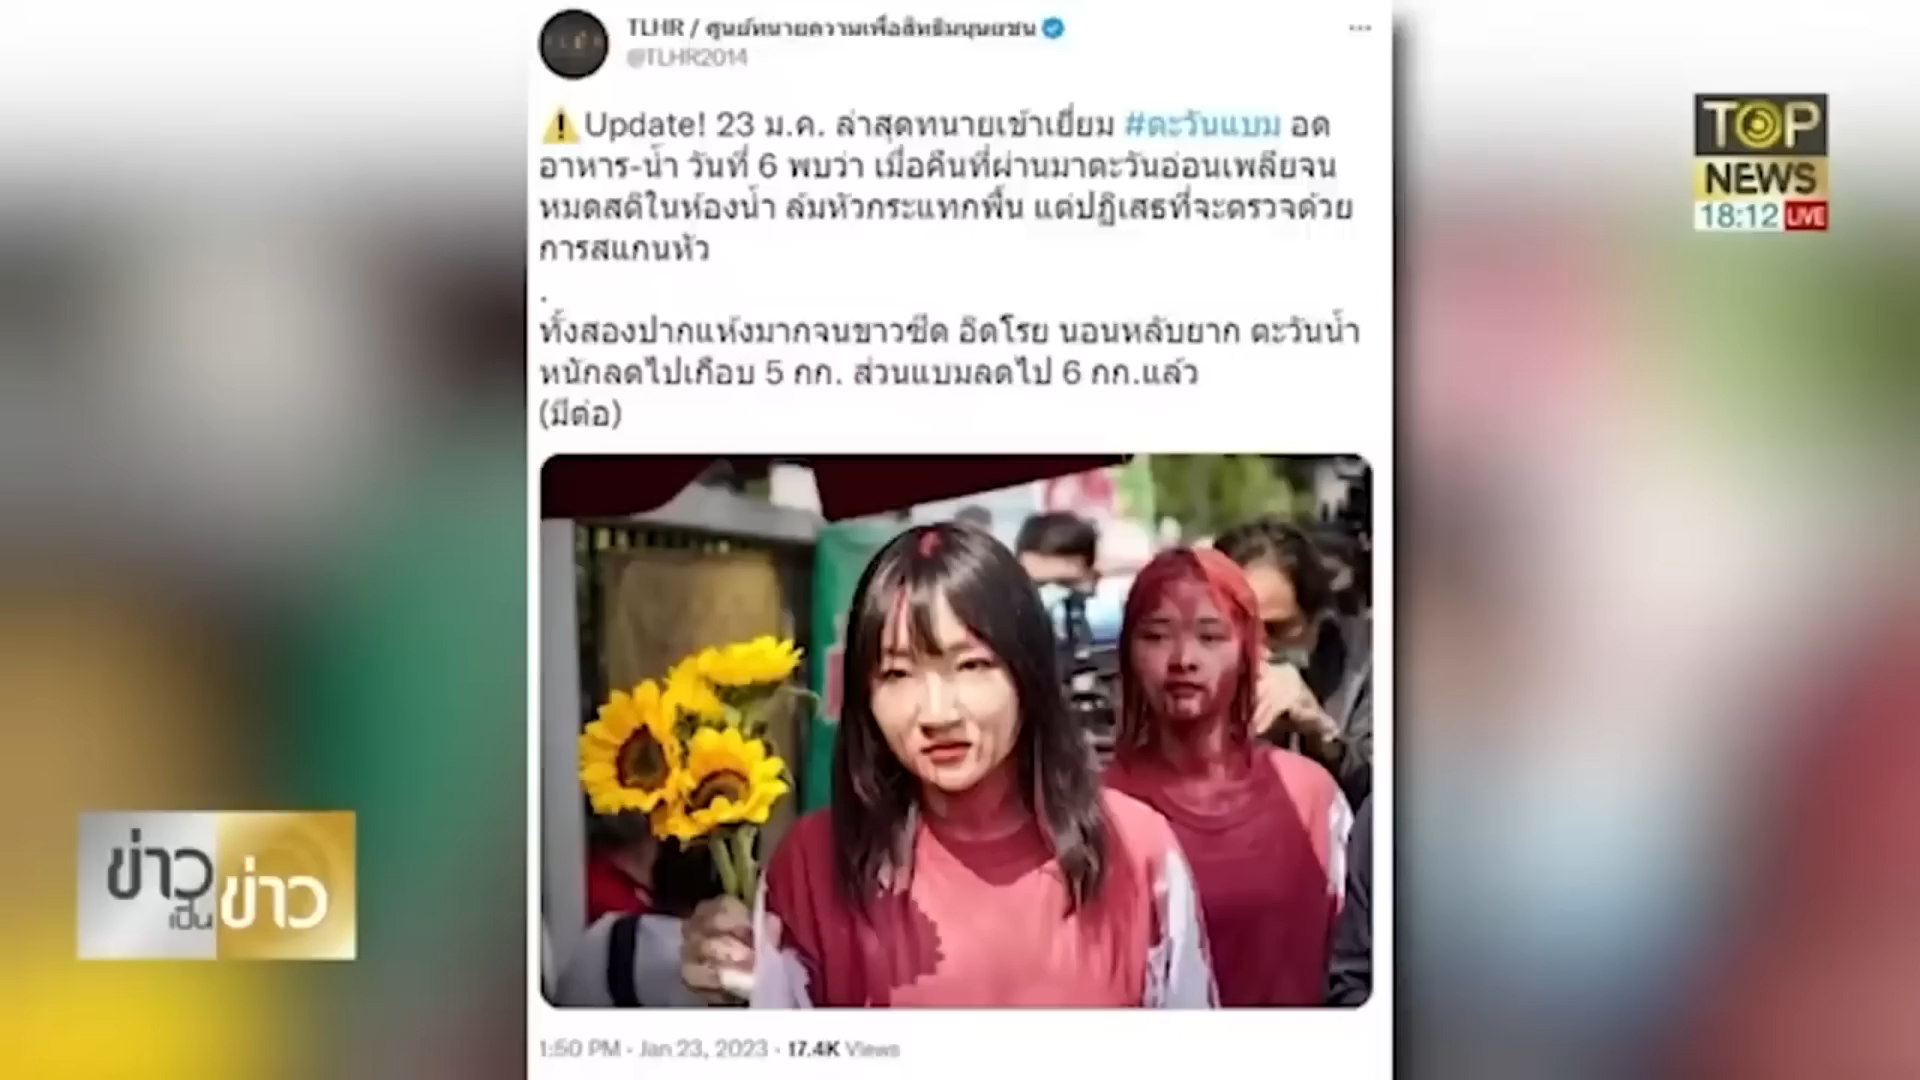 TLHR / ศูนย์ทนายความเพื่อสิทธิมนุษยชน
@TLHR2014
⚠️Update! 23 ม.ค. ล่าสุดทนายเข้าเยี่ยม #ตะวันแบม อด
อาหาร-น้ำ วันที่ 6 พบว่า เมื่อคืนที่ผ่านมาตะวันอ่อนเพลียจน
หมดสติในห้องน้ำ ล้มหัวกระแทกพื้น แต่ปฏิเสธที่จะตรวจด้วย
การสแกนหัว
.
ทั้งสองปากแห้งมากจนขาวซีด อิดโรย นอนหลับยาก ตะวันน้ำ
หนักลดไปเกือบ 5 กก. ส่วนแบมลดไป 6 กก.แล้ว
(มีต่อ)
1:50 PM · Jan 23, 2023 · 17.4K Views
TOP
NEWS
18:12 LIVE
ข่าว
เป็น
ข่าว